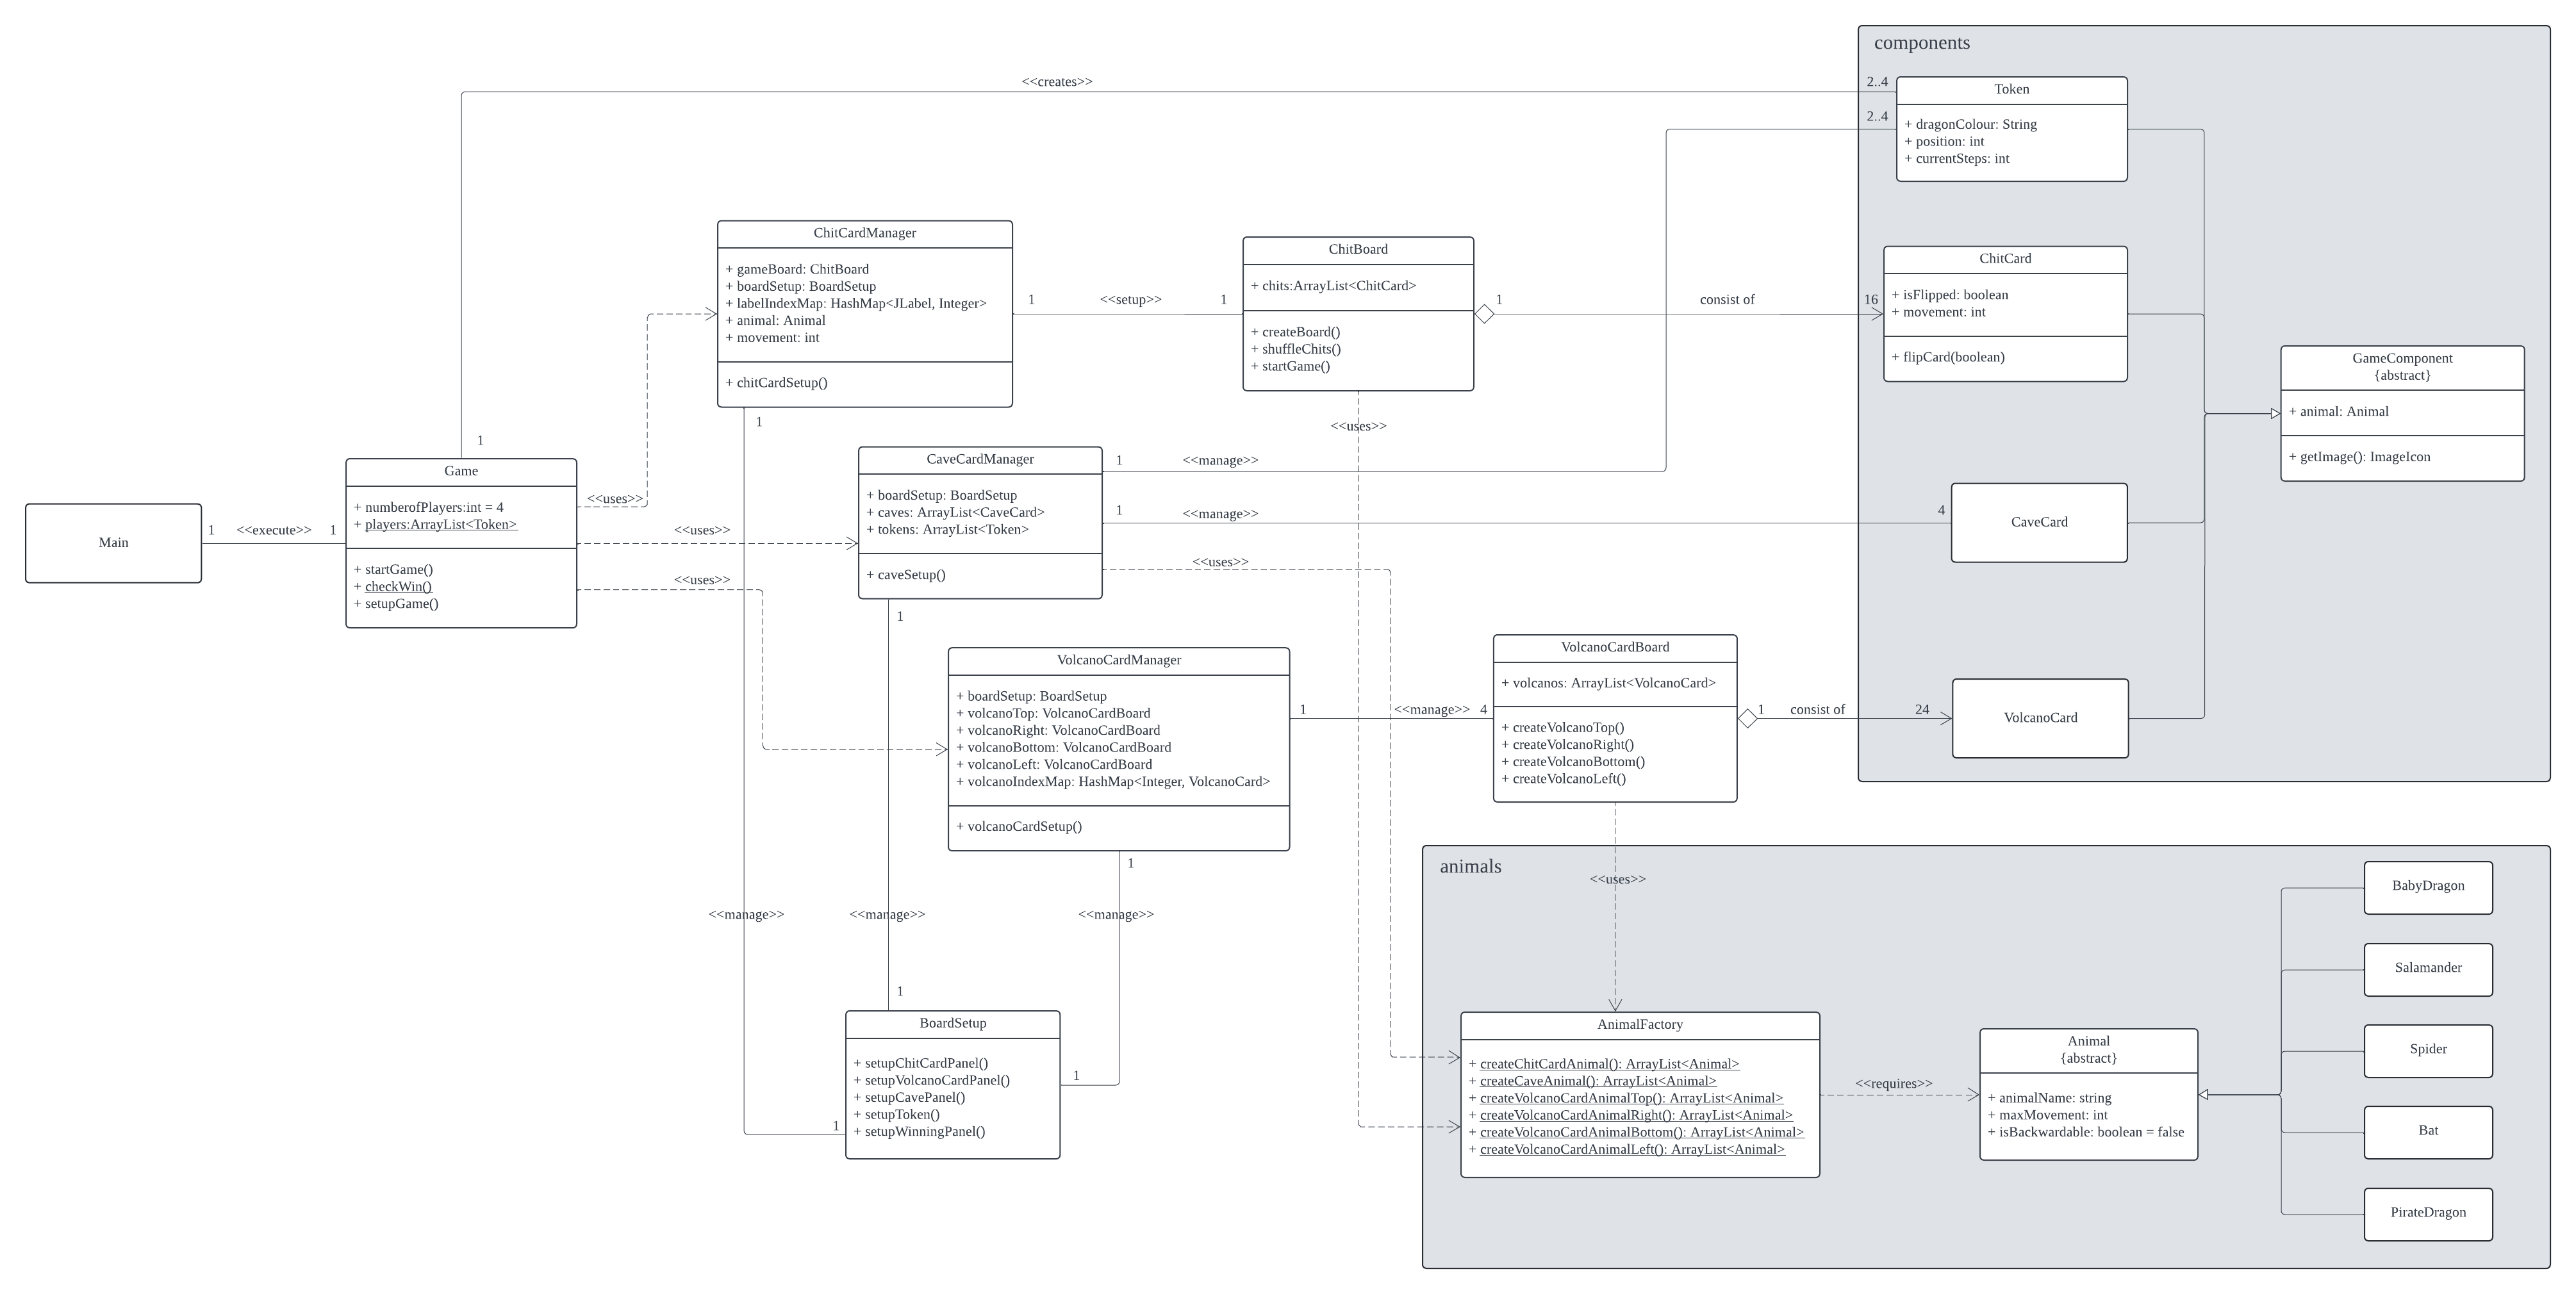 components
<<creates>>
2..4
Token
+ dragonColour: String
+ position: int
+ currentSteps: int
2..4
ChitCardManager
+ gameBoard: ChitBoard
+ boardSetup: BoardSetup
+ labelIndexMap: HashMap<JLabel, Integer>
+ animal: Animal
+ movement: int
+ chitCardSetup()
1
<<setup>>
1
ChitBoard
+ chits:ArrayList<ChitCard>
+ createBoard()
+ shuffleChits()
+ startGame()
1
consist of
16
ChitCard
+ isFlipped: boolean
+ movement: int
+ flipCard(boolean)
GameComponent
{abstract}
+ animal: Animal
+ getImage(): ImageIcon
1
1
<<uses>>
Main
1
<<execute>>
1
Game
+ numberofPlayers:int = 4
+ players:ArrayList<Token>
+ startGame()
+ checkWin()
+ setupGame()
<<uses>>
<<uses>>
<<uses>>
CaveCardManager
+ boardSetup: BoardSetup
+ caves: ArrayList<CaveCard>
+ tokens: ArrayList<Token>
+ caveSetup()
1
<<manage>>
1
<<manage>>
4
CaveCard
<<uses>>
1
VolcanoCardManager
+ boardSetup: BoardSetup
+ volcanoTop: VolcanoCardBoard
+ volcanoRight: VolcanoCardBoard
+ volcanoBottom: VolcanoCardBoard
+ volcanoLeft: VolcanoCardBoard
+ volcanoIndexMap: HashMap<Integer, VolcanoCard>
+ volcanoCardSetup()
1
<<manage>>
4
VolcanoCardBoard
+ volcanos: ArrayList<VolcanoCard>
+ createVolcanoTop()
+ createVolcanoRight()
+ createVolcanoBottom()
+ createVolcanoLeft()
1
consist of
24
VolcanoCard
1
<<manage>>
<<manage>>
<<manage>>
1
1
1
BoardSetup
+ setupChitCardPanel()
+ setupVolcanoCardPanel()
+ setupCavePanel()
+ setupToken()
+ setupWinningPanel()
animals
<<uses>>
AnimalFactory
+ createChitCardAnimal(): ArrayList<Animal>
+ createCaveAnimal(): ArrayList<Animal>
+ createVolcanoCardAnimalTop(): ArrayList<Animal>
+ createVolcanoCardAnimalRight(): ArrayList<Animal>
+ createVolcanoCardAnimalBottom(): ArrayList<Animal>
+ createVolcanoCardAnimalLeft(): ArrayList<Animal>
<<requires>>
Animal
{abstract}
+ animalName: string
+ maxMovement: int
+ isBackwardable: boolean = false
BabyDragon
Salamander
Spider
Bat
PirateDragon